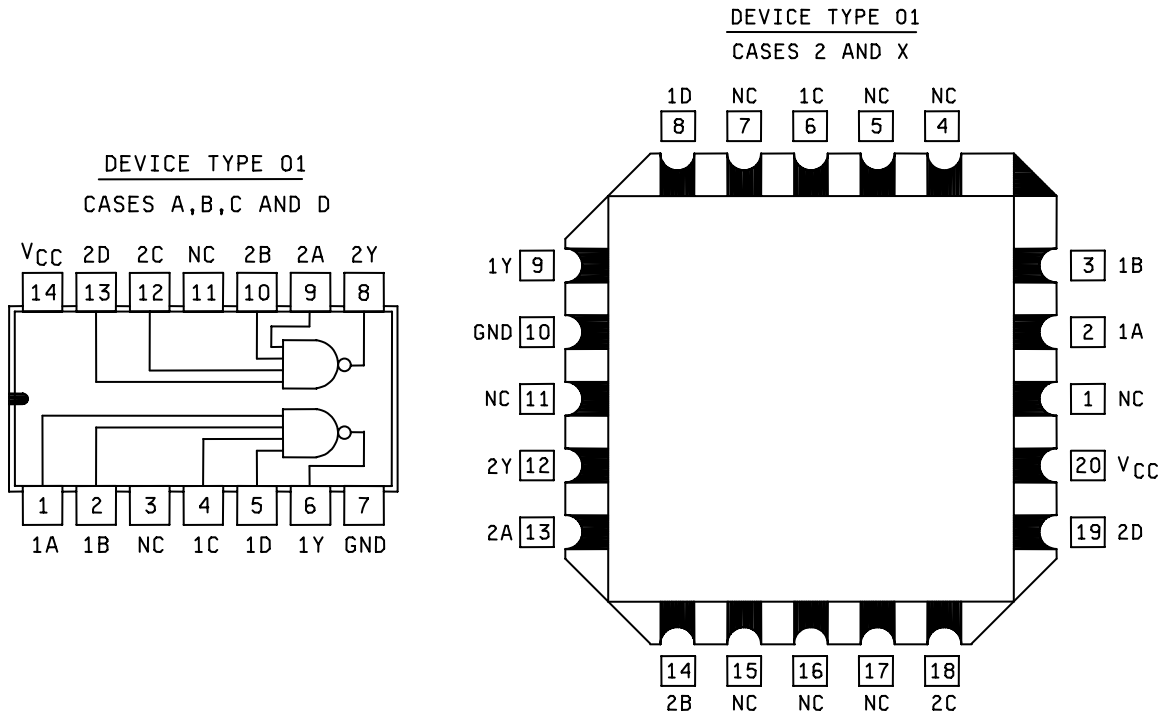 DEVICE TYPE 01
CASES A,B,C AND D
VCC 2D 2C NC 2B 2A 2Y
14 13 12 11 10 9 8
1 2 3 4 5 6 7
1A 1B NC 1C 1D 1Y GND
DEVICE TYPE 01
CASES 2 AND X
1D NC 1C NC NC
8 7 6 5 4
1Y 9
3 1B
GND 10
2 1A
NC 11
1 NC
2Y 12
20 VCC
2A 13
19 2D
14 15 16 17 18
2B NC NC NC 2C